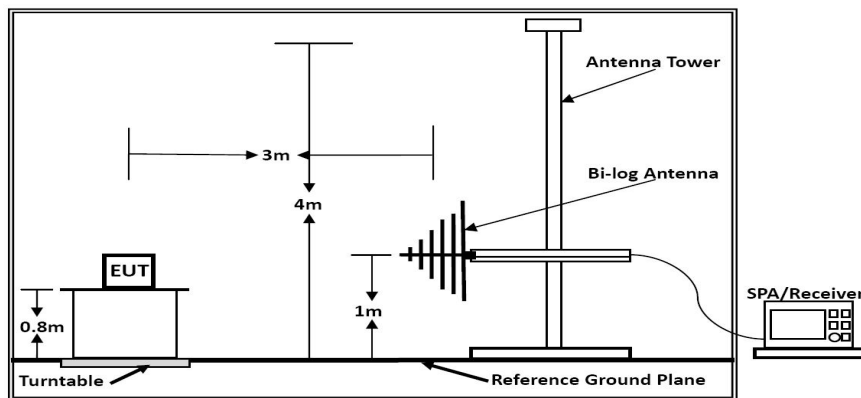 Antenna Tower
3m
Bi-log Antenna
4m
EUT
SPA/Receiver
0.8m
1m
Turntable
Reference Ground Plane